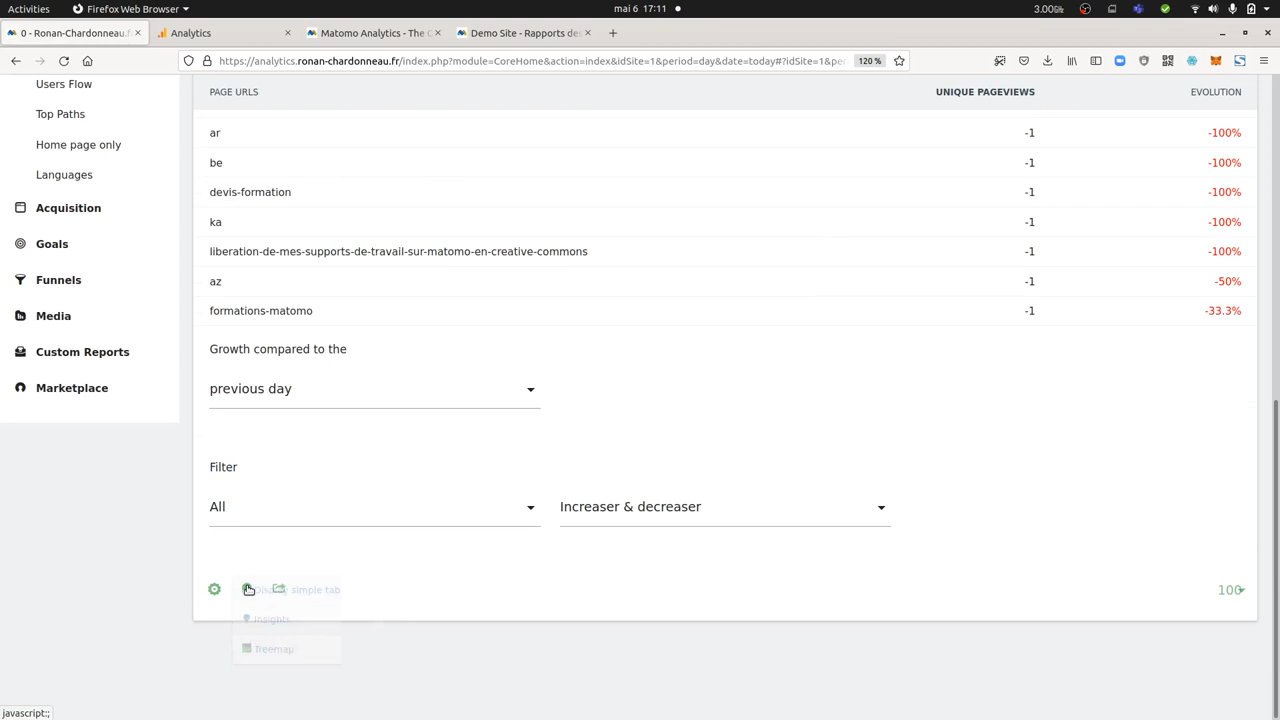 Activities Firefox Web Browser mai 6 17:11 3.00GHz
0 - Ronan-Chardonneau.f Analytics Matomo Analytics - The C Demo Site - Rapports des
https://analytics.ronan-chardonneau.fr/index.php?module=CoreHome&action=index&idSite=1&period=day&date=today#?idSite=1&per 120 %
Users Flow
Top Paths
Home page only
Languages
Acquisition
Goals
Funnels
Media
Custom Reports
Marketplace
PAGE URLS UNIQUE PAGEVIEWS EVOLUTION
ar -1 -100%
be -1 -100%
devis-formation -1 -100%
ka -1 -100%
liberation-de-mes-supports-de-travail-sur-matomo-en-creative-commons -1 -100%
az -1 -50%
formations-matomo -1 -33.3%
Growth compared to the
previous day
Filter
All Increaser & decreaser
Display simple tab 100
Insights
Treemap
javascript:;